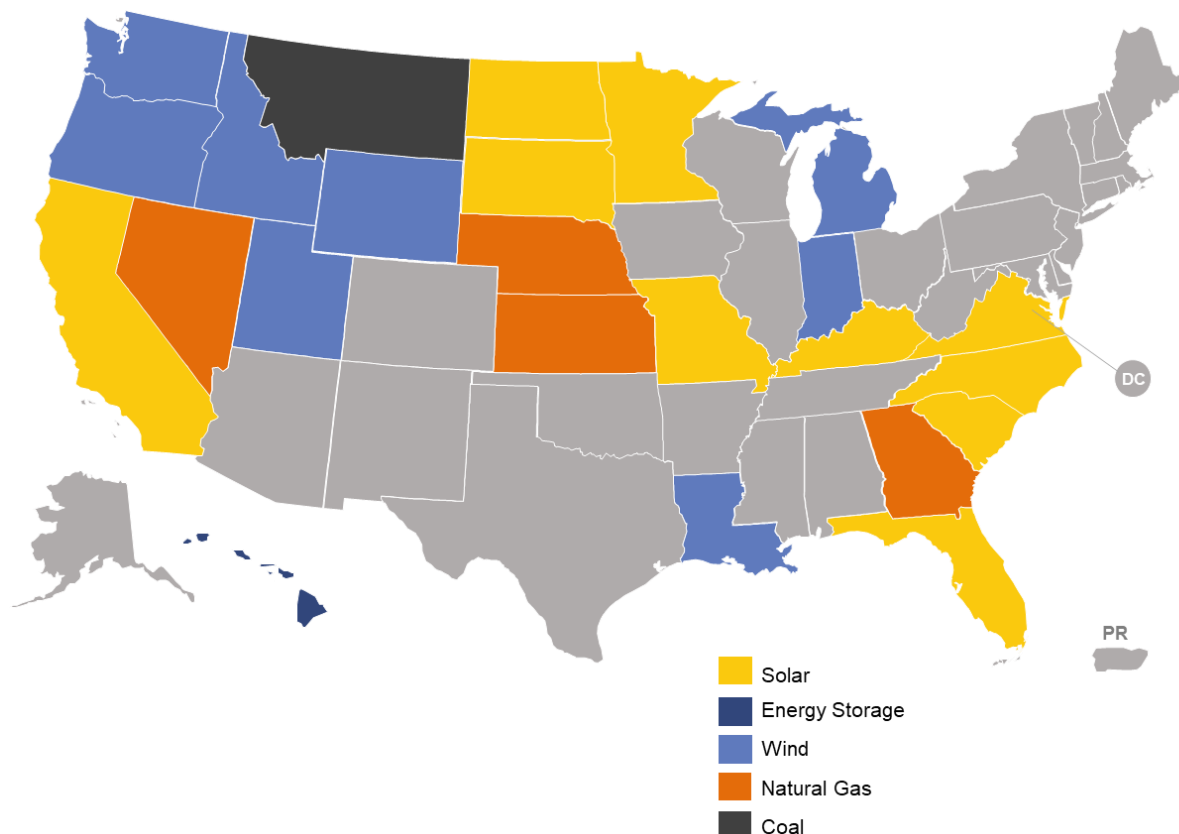 DC
PR
Solar
Energy Storage
Wind
Natural Gas
Coal